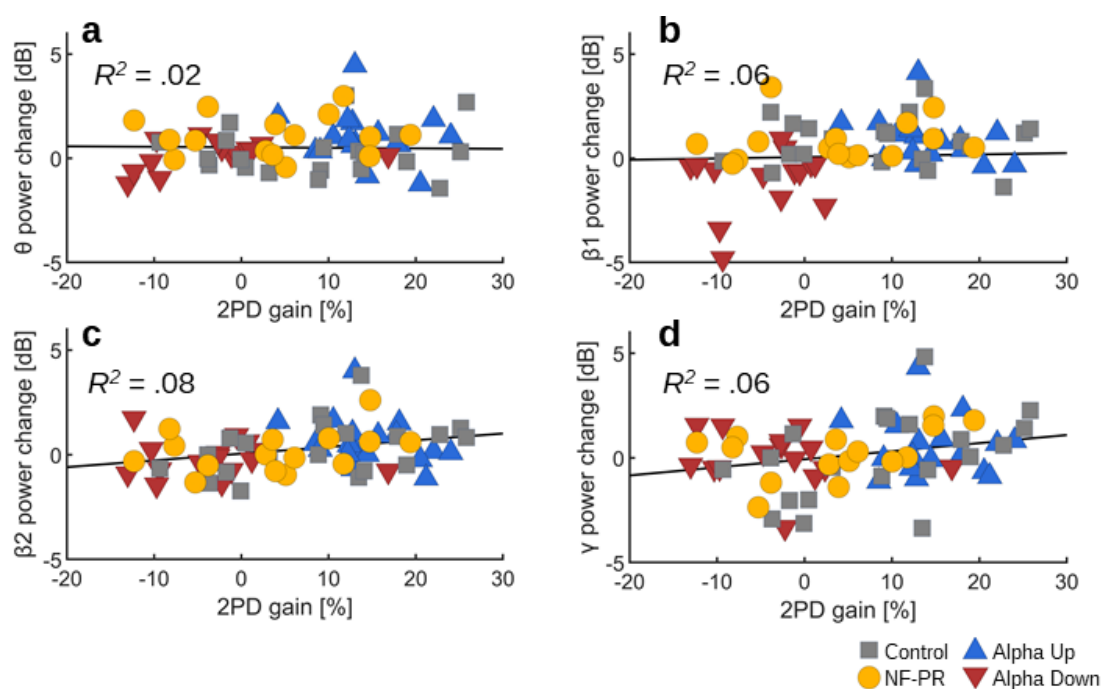 a
θ power change [dB]
5
0
-5
R² = .02
-20 -10 0 10 20 30
2PD gain [%]
b
β1 power change [dB]
5
0
-5
R² = .06
-20 -10 0 10 20 30
2PD gain [%]
c
β2 power change [dB]
5
0
-5
R² = .08
-20 -10 0 10 20 30
2PD gain [%]
d
γ power change [dB]
5
0
-5
R² = .06
-20 -10 0 10 20 30
2PD gain [%]
Control Alpha Up
NF-PR Alpha Down